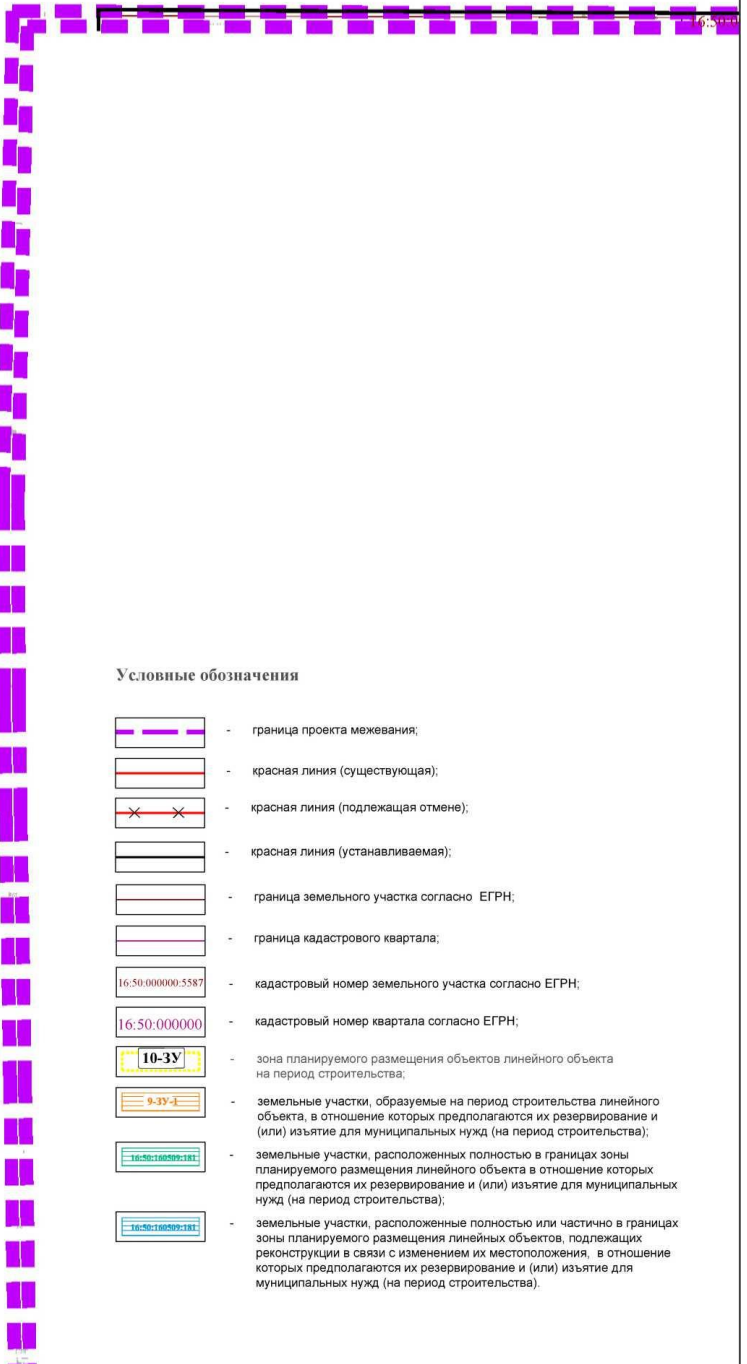 16:50:0
Условные обозначения
- граница проекта межевания;
- красная линия (существующая);
- красная линия (подлежащая отмене);
- красная линия (устанавливаемая);
- граница земельного участка согласно ЕГРН;
- граница кадастрового квартала;
16:50:000000:5587 - кадастровый номер земельного участка согласно ЕГРН;
16:50:000000 - кадастровый номер квартала согласно ЕГРН;
10-ЗУ - зона планируемого размещения объектов линейного объекта
на период строительства;
9-ЗУ-1 - земельные участки, образуемые на период строительства линейного
объекта, в отношение которых предполагаются их резервирование и
(или) изъятие для муниципальных нужд (на период строительства);
16:50:160509:181 - земельные участки, расположенных полностью в границах зоны
планируемого размещения линейного объекта в отношение которых
предполагаются их резервирование и (или) изъятие для муниципальных
нужд (на период строительства);
16:50:160509:181 - земельные участки, расположенные полностью или частично в границах
зоны планируемого размещения линейных объектов, подлежащих
реконструкции в связи с изменением их местоположения, в отношение
которых предполагаются их резервирование и (или) изъятие для
муниципальных нужд (на период строительства).